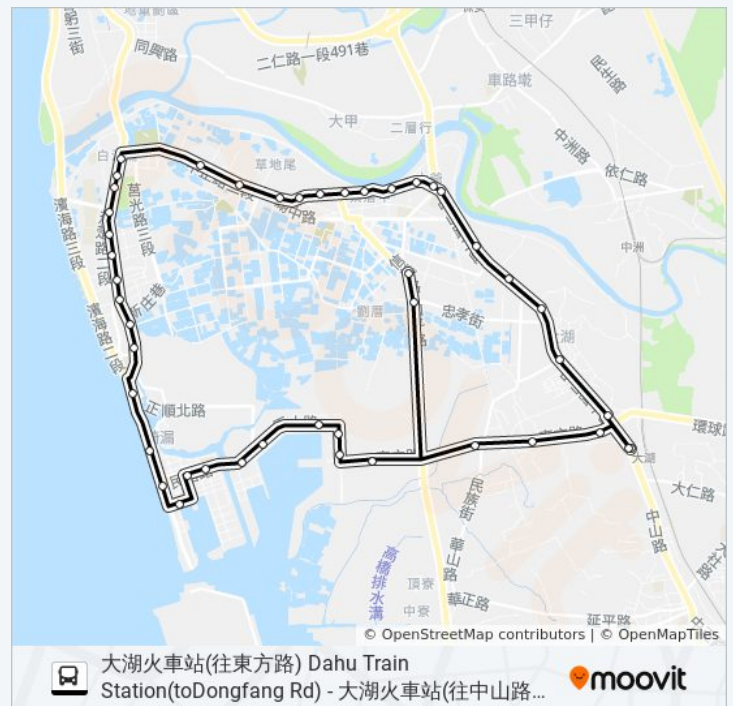 三甲仔
同興路
二仁路一段491巷
車路墘
大甲
二層行
中洲路
依仁路
草地尾
莒光路三段
濱海路三段
中洲
忠孝街
劉厝
濱海路二段
正順北路
環球
大湖
大仁路
民族街
中山路
華山路
高橋排水溝
頂寮
華正路
中寮
延平路
© OpenStreetMap contributors | © OpenMapTiles
大湖火車站(往東方路) Dahu Train
Station(toDongfang Rd) - 大湖火車站(往中山路…
moovit